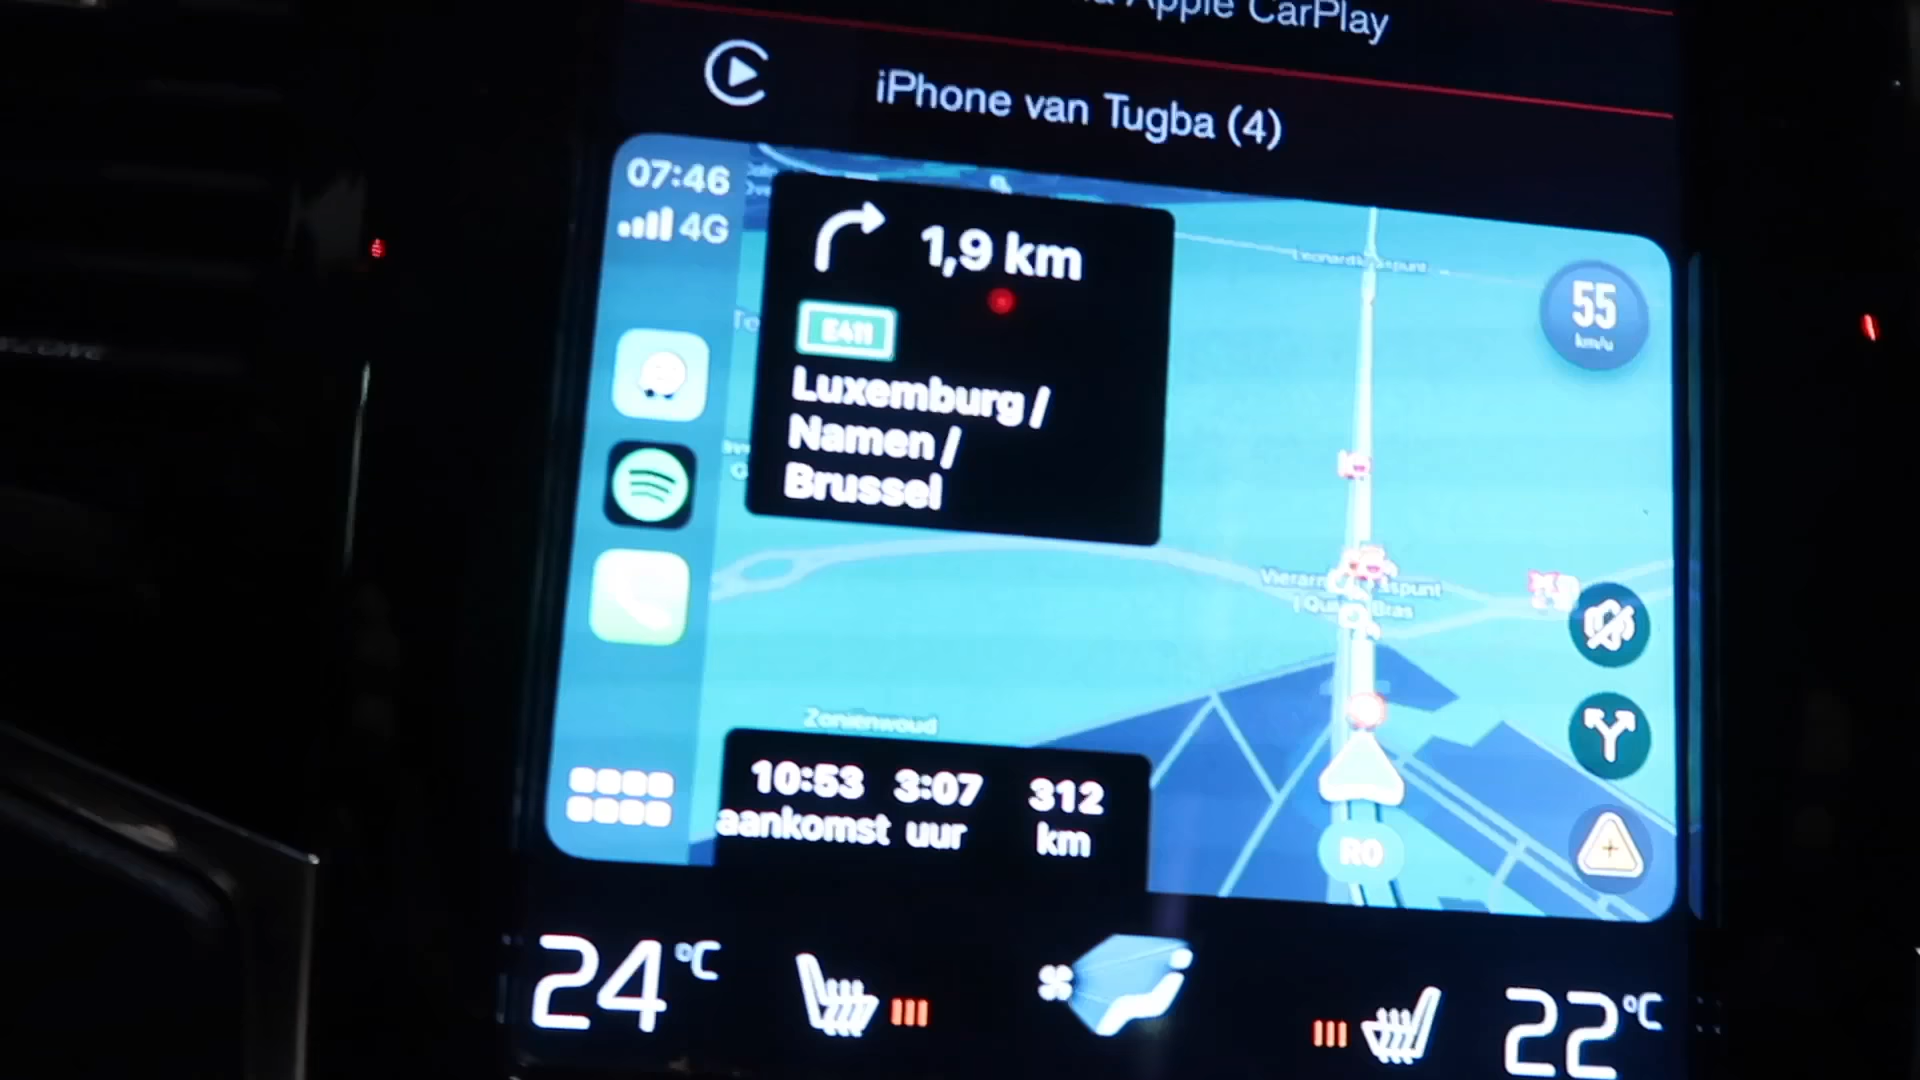 Apple CarPlay
iPhone van Tugba (4)
07:46
4G
1,9 km
E411
Luxemburg /
Namen /
Brussel
55
km/u
Zoniënwoud
10:53 3:07 312
aankomst uur km
R0
24 °C
22 °C